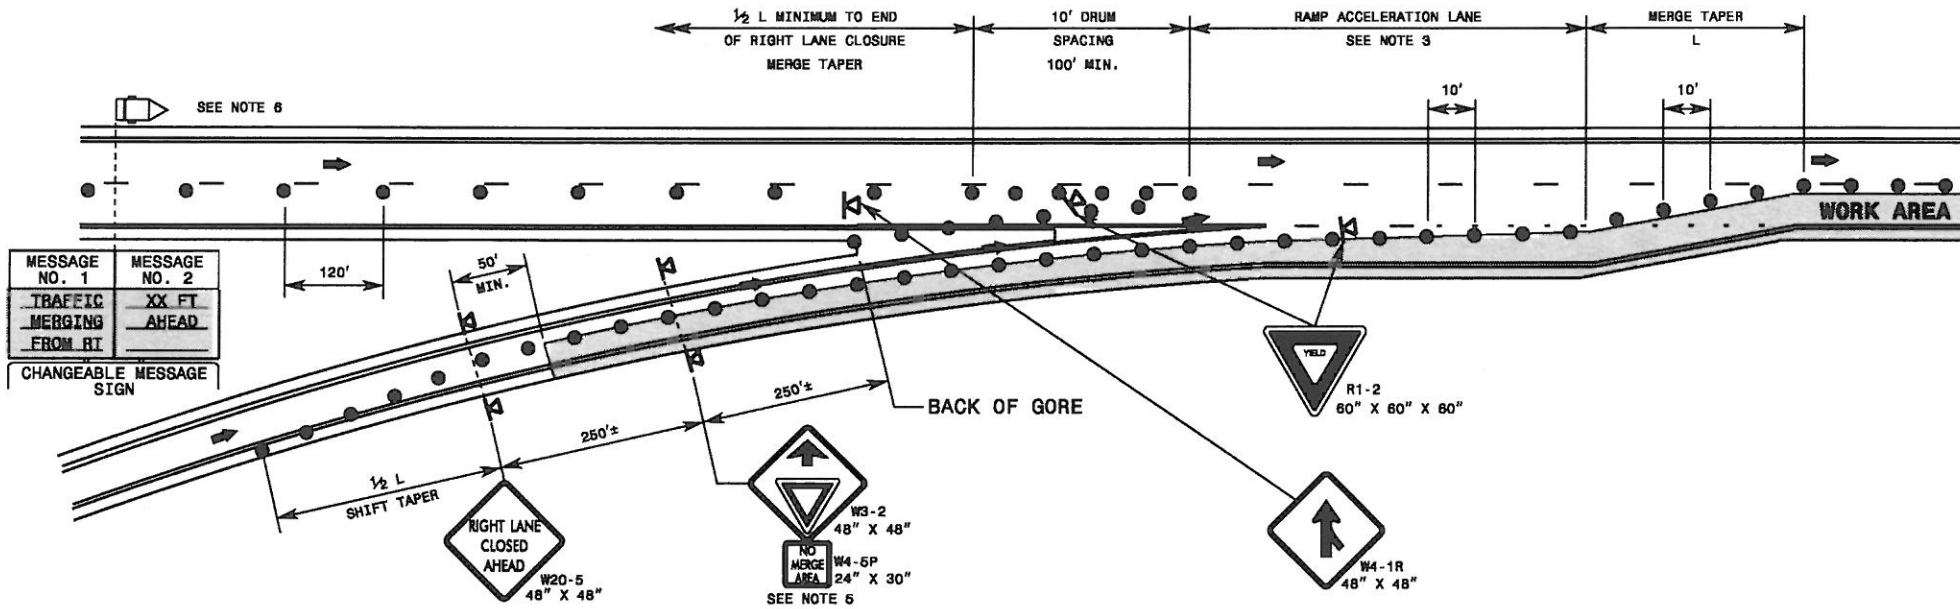 ½ L MINIMUM TO END
OF RIGHT LANE CLOSURE
MERGE TAPER
10' DRUM
SPACING
100' MIN.
RAMP ACCELERATION LANE
SEE NOTE 3
MERGE TAPER
L
10'
10'
SEE NOTE 6
WORK AREA
MESSAGE
NO. 1
MESSAGE
NO. 2
TRAFFIC
XX FT
MERGING
AHEAD
FROM RT
CHANGEABLE MESSAGE
SIGN
120'
50'
MIN.
250'±
BACK OF GORE
250'±
½ L
SHIFT TAPER
YIELD
R1-2
60" X 60" X 60"
RIGHT LANE
CLOSED
AHEAD
W20-5
48" X 48"
W3-2
48" X 48"
NO
MERGE
AREA
W4-5P
24" X 30"
SEE NOTE 5
W4-1R
48" X 48"